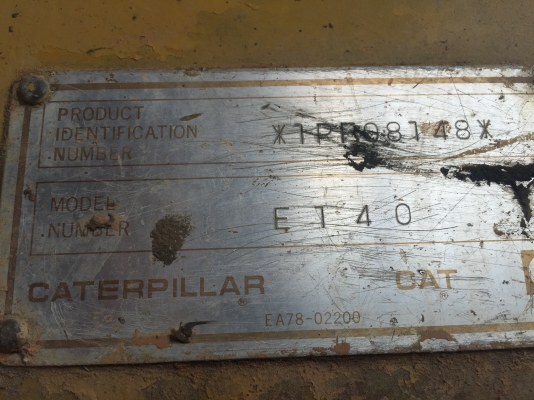 PRODUCT
IDENTIFICATION
NUMBER
MODEL
NUMBER
E140
CATERPILLAR
CAT
EA78-02200